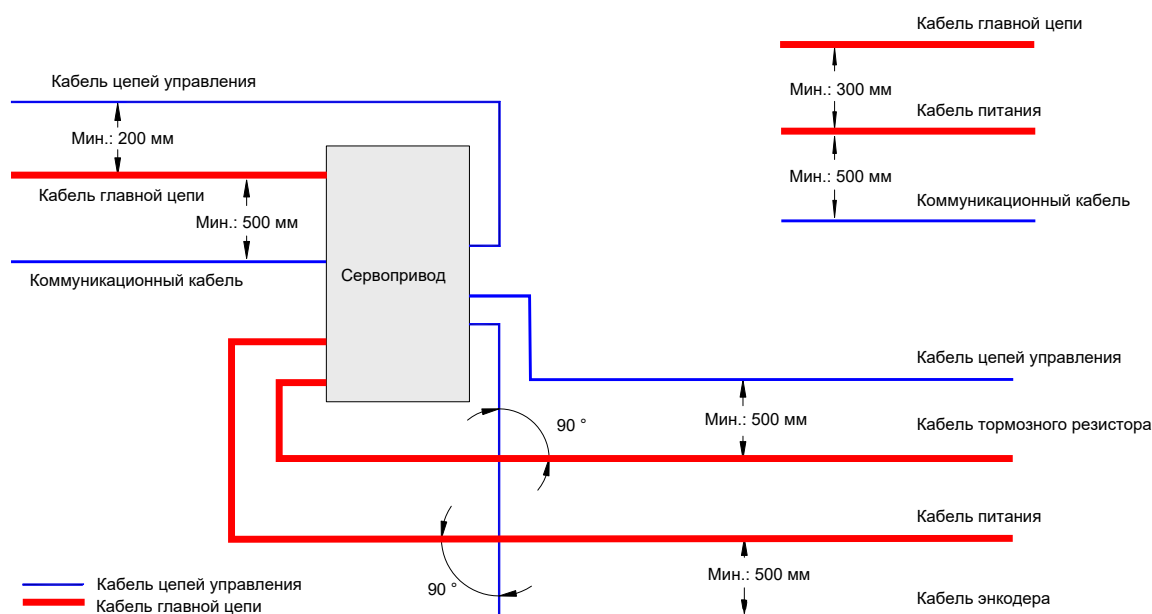 Кабель главной цепи
Кабель цепей управления
Мин.: 300 мм
Кабель питания
Мин.: 200 мм
Мин.: 500 мм
Кабель главной цепи
Коммуникационный кабель
Мин.: 500 мм
Сервопривод
Коммуникационный кабель
Кабель цепей управления
Мин.: 500 мм
90 °
Кабель тормозного резистора
Кабель питания
Мин.: 500 мм
90 °
Кабель цепей управления
Кабель энкодера
Кабель главной цепи